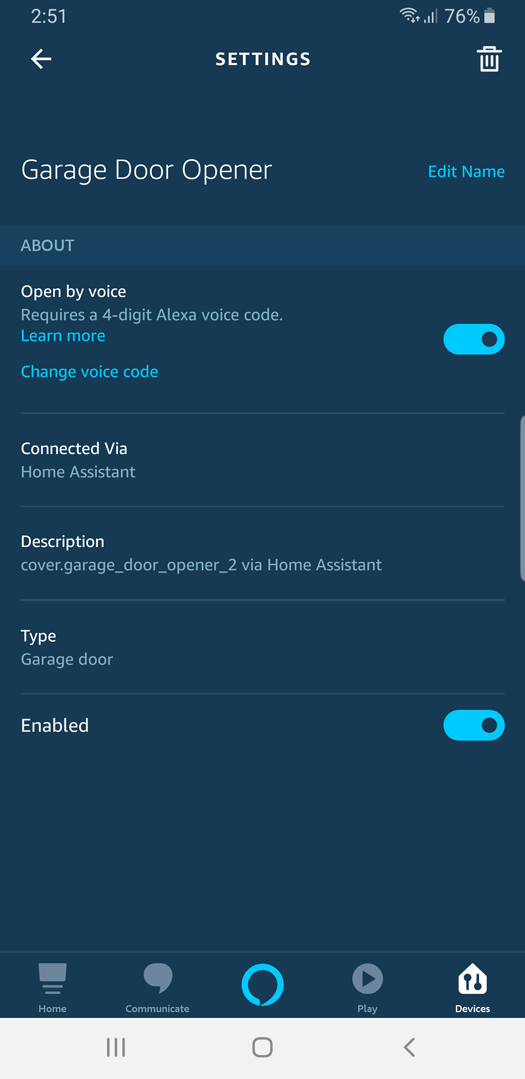 2:51
76%
SETTINGS
Garage Door Opener
Edit Name
ABOUT
Open by voice
Requires a 4-digit Alexa voice code.
Learn more
Change voice code
Connected Via
Home Assistant
Description
cover.garage_door_opener_2 via Home Assistant
Type
Garage door
Enabled
Home
Communicate
Play
Devices